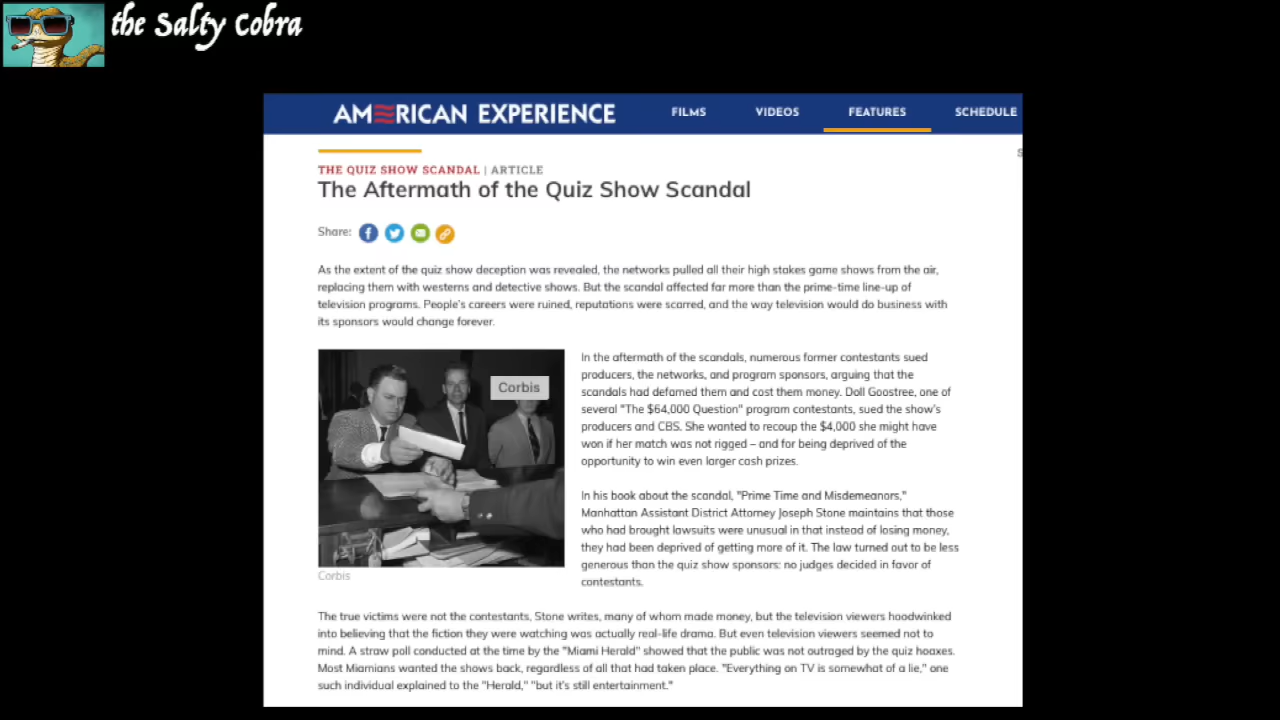 the Salty Cobra
AMERICAN EXPERIENCE
FILMS
VIDEOS
FEATURES
SCHEDULE
S
THE QUIZ SHOW SCANDAL | ARTICLE
The Aftermath of the Quiz Show Scandal
Share:
As the extent of the quiz show deception was revealed, the networks pulled all their high stakes game shows from the air,
replacing them with westerns and detective shows. But the scandal affected far more than the prime-time line-up of
television programs. People's careers were ruined, reputations were scarred, and the way television would do business with
its sponsors would change forever.
Corbis
Corbis
In the aftermath of the scandals, numerous former contestants sued
producers, the networks, and program sponsors, arguing that the
scandals had defamed them and cost them money. Doll Goostree, one of
several "The $64,000 Question" program contestants, sued the show's
producers and CBS. She wanted to recoup the $4,000 she might have
won if her match was not rigged – and for being deprived of the
opportunity to win even larger cash prizes.
In his book about the scandal, "Prime Time and Misdemeanors,"
Manhattan Assistant District Attorney Joseph Stone maintains that those
who had brought lawsuits were unusual in that instead of losing money,
they had been deprived of getting more of it. The law turned out to be less
generous than the quiz show sponsors: no judges decided in favor of
contestants.
The true victims were not the contestants, Stone writes, many of whom made money, but the television viewers hoodwinked
into believing that the fiction they were watching was actually real-life drama. But even television viewers seemed not to
mind. A straw poll conducted at the time by the "Miami Herald" showed that the public was not outraged by the quiz hoaxes.
Most Miamians wanted the shows back, regardless of all that had taken place. "Everything on TV is somewhat of a lie," one
such individual explained to the "Herald," "but it's still entertainment."